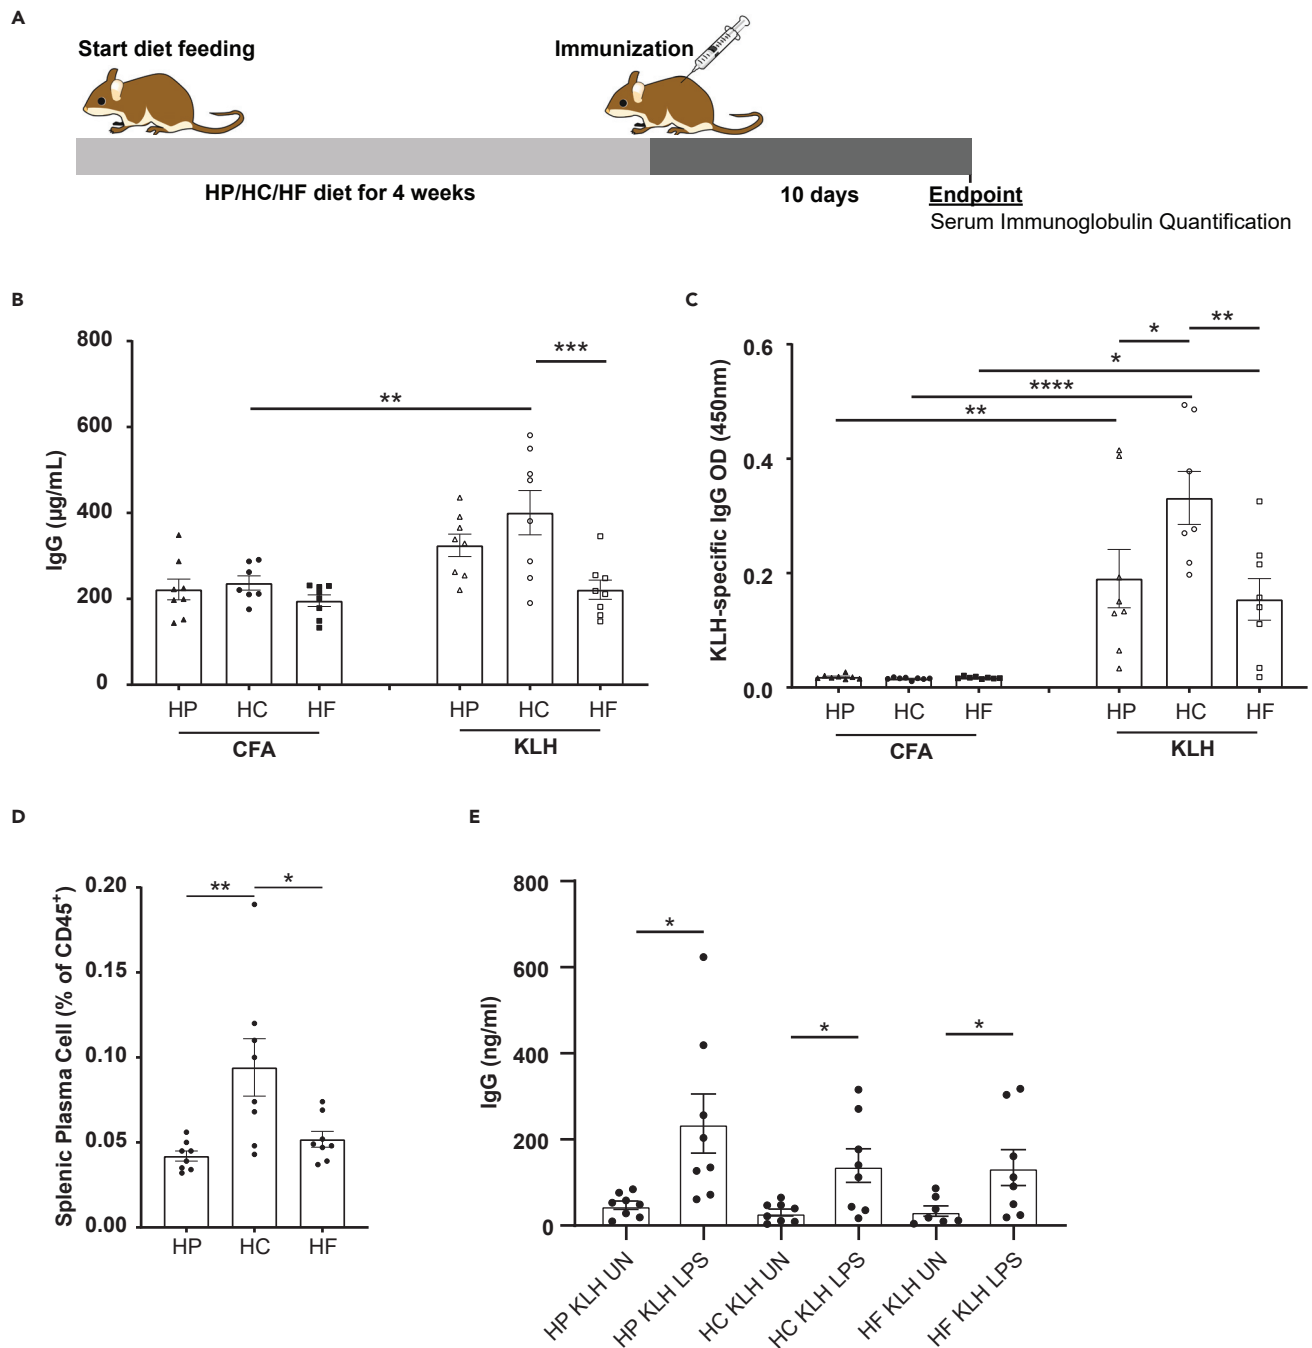 A
Start diet feeding
Immunization
HP/HC/HF diet for 4 weeks
10 days
Endpoint
Serum Immunoglobulin Quantification
B
IgG (µg/mL)
800
600
400
200
0
**
***
HP
HC
HF
HP
HC
HF
CFA
KLH
C
KLH-specific IgG OD (450nm)
0.6
0.4
0.2
0.0
*
**
*
****
**
HP
HC
HF
HP
HC
HF
CFA
KLH
D
Splenic Plasma Cell (% of CD45⁺)
0.20
0.15
0.10
0.05
0.00
**
*
HP
HC
HF
E
IgG (ng/ml)
800
600
400
200
0
*
*
*
HP KLH UN
HP KLH LPS
HC KLH UN
HC KLH LPS
HF KLH UN
HF KLH LPS